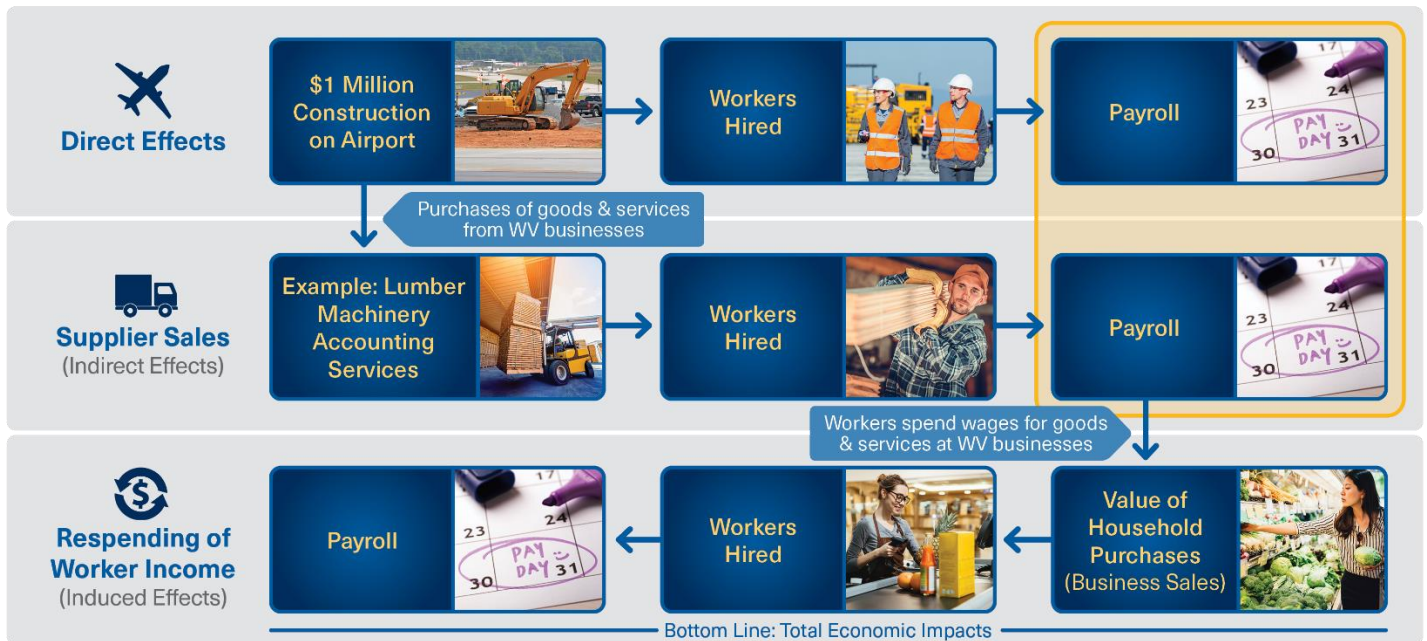 Direct Effects
$1 Million
Construction
on Airport
Workers
Hired
Payroll
17
23
24
30
PAY
DAY 31
Purchases of goods & services
from WV businesses
Supplier Sales
(Indirect Effects)
Example: Lumber
Machinery
Accounting
Services
Workers
Hired
Payroll
17
23
24
30
PAY
DAY 31
Workers spend wages for goods
& services at WV businesses
Respending of
Worker Income
(Induced Effects)
Payroll
17
23
24
30
PAY
DAY 31
Workers
Hired
Value of
Household
Purchases
(Business Sales)
Bottom Line: Total Economic Impacts